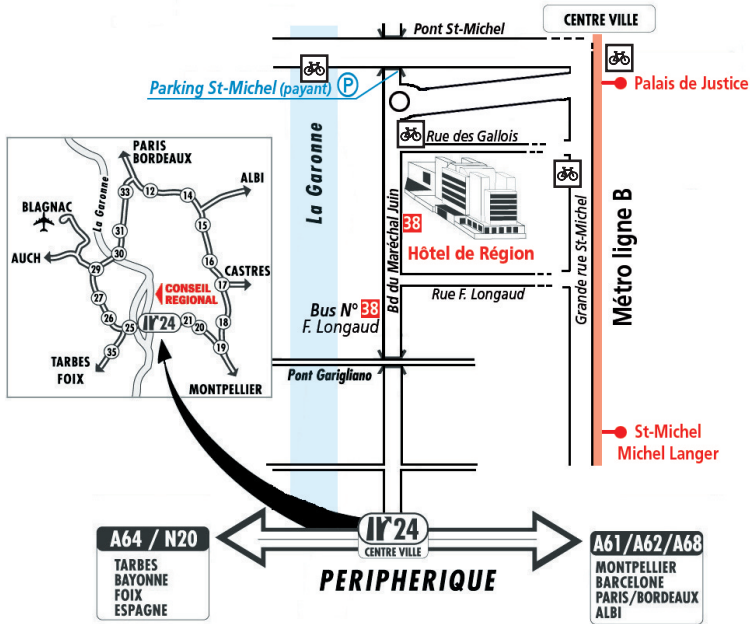 CENTRE VILLE
Pont St-Michel
Parking St-Michel (payant) P
Palais de Justice
Rue des Gallois
La Garonne
Bd du Maréchal Juin
38
Hôtel de Région
Grande rue St-Michel
Métro ligne B
Rue F. Longaud
Bus N° 38
F. Longaud
Pont Garigliano
St-Michel
Michel Langer
PARIS
BORDEAUX
ALBI
BLAGNAC
La Garonne
AUCH
CASTRES
CONSEIL
REGIONAL
TARBES
FOIX
MONTPELLIER
33
12
14
15
31
30
16
29
17
27
26
25
24
21
20
18
19
35
24
CENTRE VILLE
PERIPHERIQUE
A64 / N20
TARBES
BAYONNE
FOIX
ESPAGNE
A61/A62/A68
MONTPELLIER
BARCELONE
PARIS/BORDEAUX
ALBI